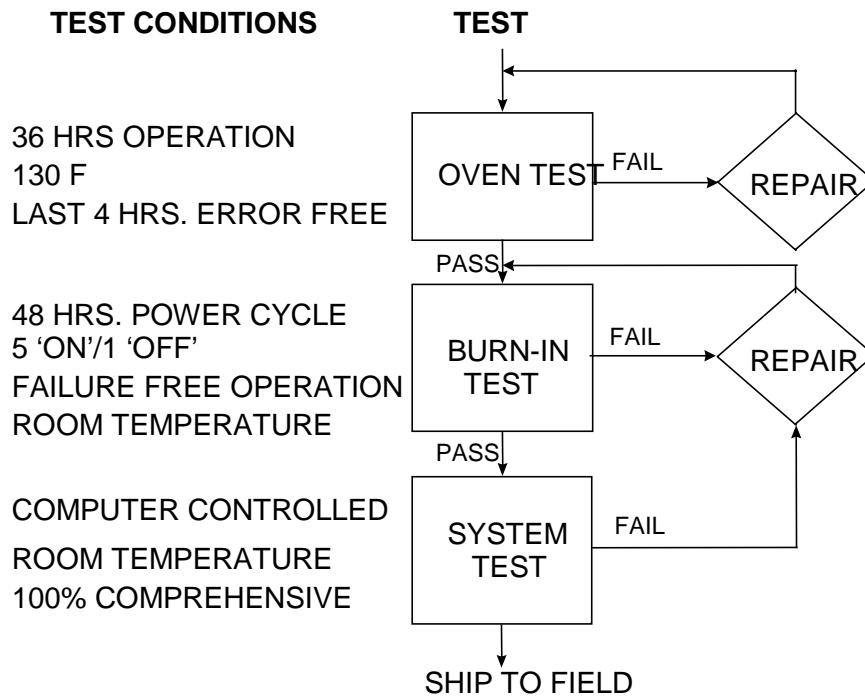 TEST CONDITIONS TEST
36 HRS OPERATION
130 F
LAST 4 HRS. ERROR FREE
OVEN TEST
FAIL
REPAIR
PASS
48 HRS. POWER CYCLE
5 ‘ON’/1 ‘OFF’
FAILURE FREE OPERATION
ROOM TEMPERATURE
BURN-IN
TEST
FAIL
REPAIR
PASS
COMPUTER CONTROLLED
ROOM TEMPERATURE
100% COMPREHENSIVE
SYSTEM
TEST
FAIL
SHIP TO FIELD